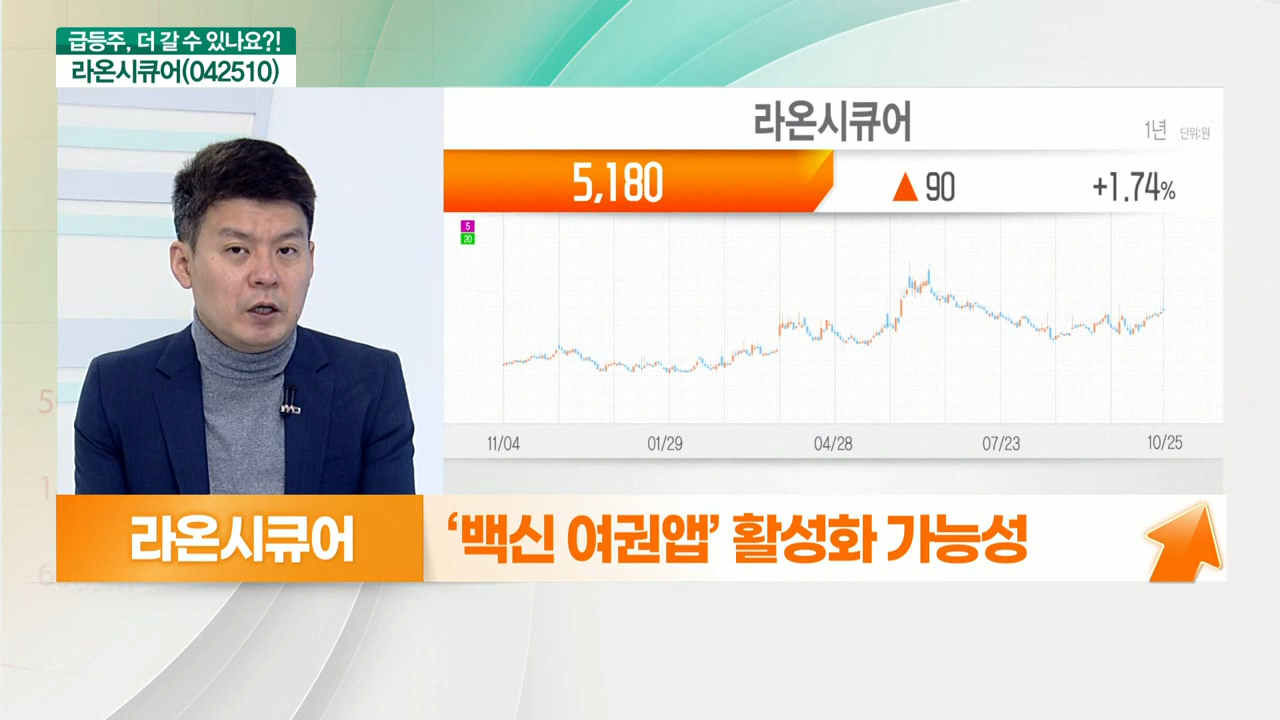 급등주, 더 갈 수 있나요?!
라온시큐어(042510)
라온시큐어
1년 단위:원
5,180 ▲ 90 +1.74%
5
20
11/04 01/29 04/28 07/23 10/25
라온시큐어
‘백신 여권앱’ 활성화 가능성